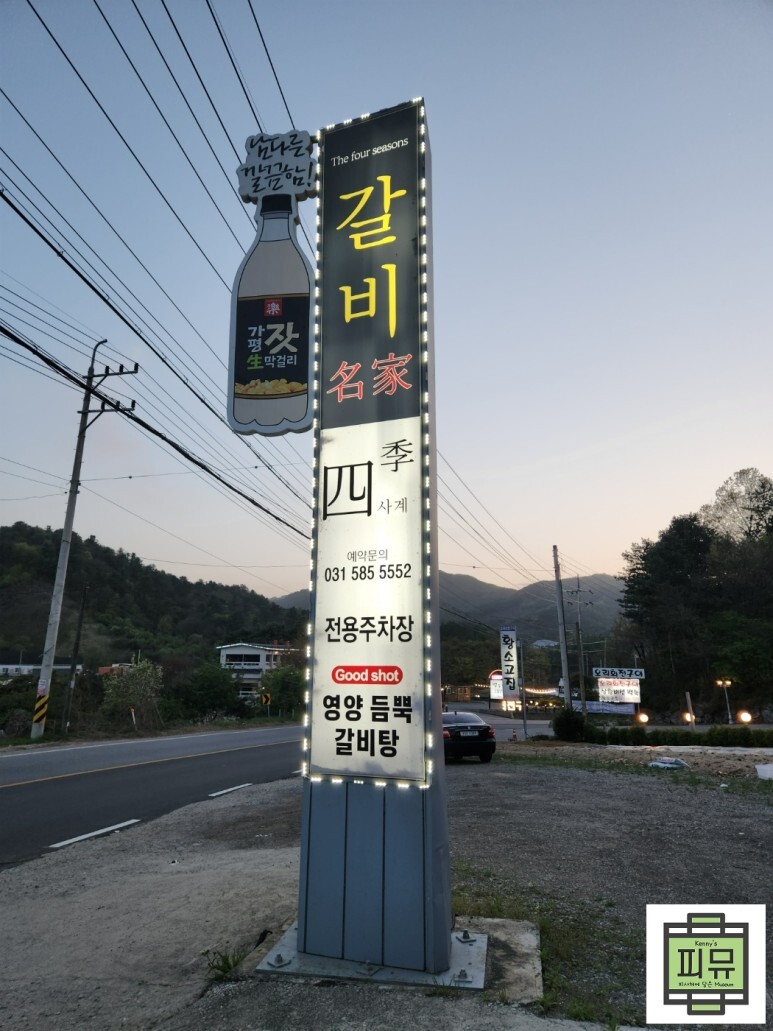 남다른
깔끔함!
가평
잣
生막걸리
The four seasons
갈비
名家
四季
사계
예약문의
031 585 5552
전용주차장
Good shot
영양 듬뿍
갈비탕
황소고집
Kenny's
피뮤